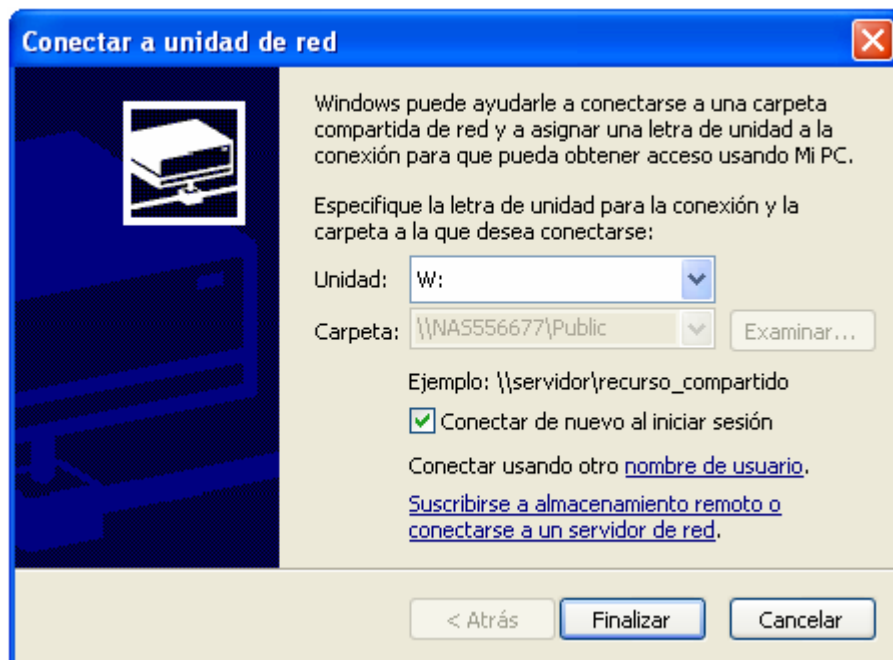 Conectar a unidad de red
Windows puede ayudarle a conectarse a una carpeta
compartida de red y a asignar una letra de unidad a la
conexión para que pueda obtener acceso usando Mi PC.
Especifique la letra de unidad para la conexión y la
carpeta a la que desea conectarse:
Unidad: W:
Carpeta: \\NAS556677\Public Examinar...
Ejemplo: \\servidor\recurso_compartido
Conectar de nuevo al iniciar sesión
Conectar usando otro nombre de usuario.
Suscribirse a almacenamiento remoto o
conectarse a un servidor de red.
< Atrás Finalizar Cancelar